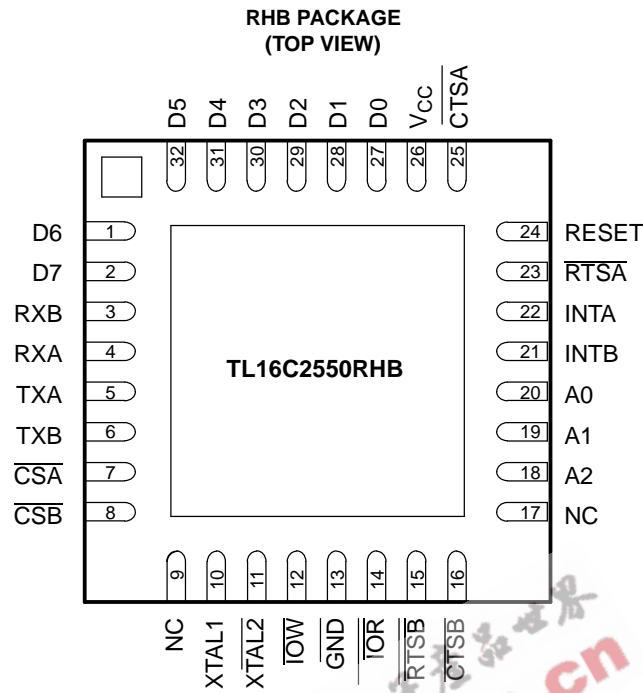 RHB PACKAGE
(TOP VIEW)
D5 D4 D3 D2 D1 D0 VCC CTSA
32 31 30 29 28 27 26 25
D6 1 24 RESET
D7 2 23 RTSA
RXB 3 22 INTA
RXA 4 21 INTB
TL16C2550RHB
TXA 5 20 A0
TXB 6 19 A1
CSA 7 18 A2
CSB 8 17 NC
9 10 11 12 13 14 15 16
NC XTAL1 XTAL2 IOW GND IOR RTSB CTSB
.cn